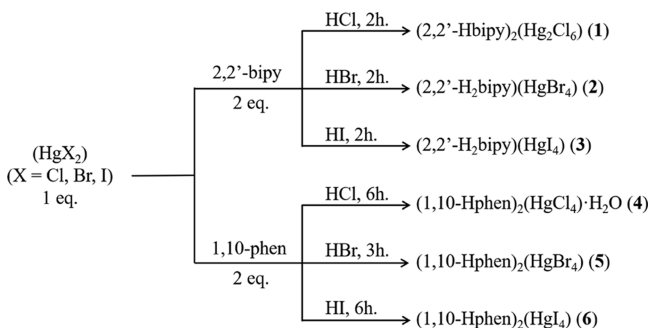 (HgX₂)
(X = Cl, Br, I)
1 eq.
2,2’-bipy
2 eq.
HCl, 2h.
(2,2’-Hbipy)₂(Hg₂Cl₆) (1)
HBr, 2h.
(2,2’-H₂bipy)(HgBr₄) (2)
HI, 2h.
(2,2’-H₂bipy)(HgI₄) (3)
1,10-phen
2 eq.
HCl, 6h.
(1,10-Hphen)₂(HgCl₄)·H₂O (4)
HBr, 3h.
(1,10-Hphen)₂(HgBr₄) (5)
HI, 6h.
(1,10-Hphen)₂(HgI₄) (6)